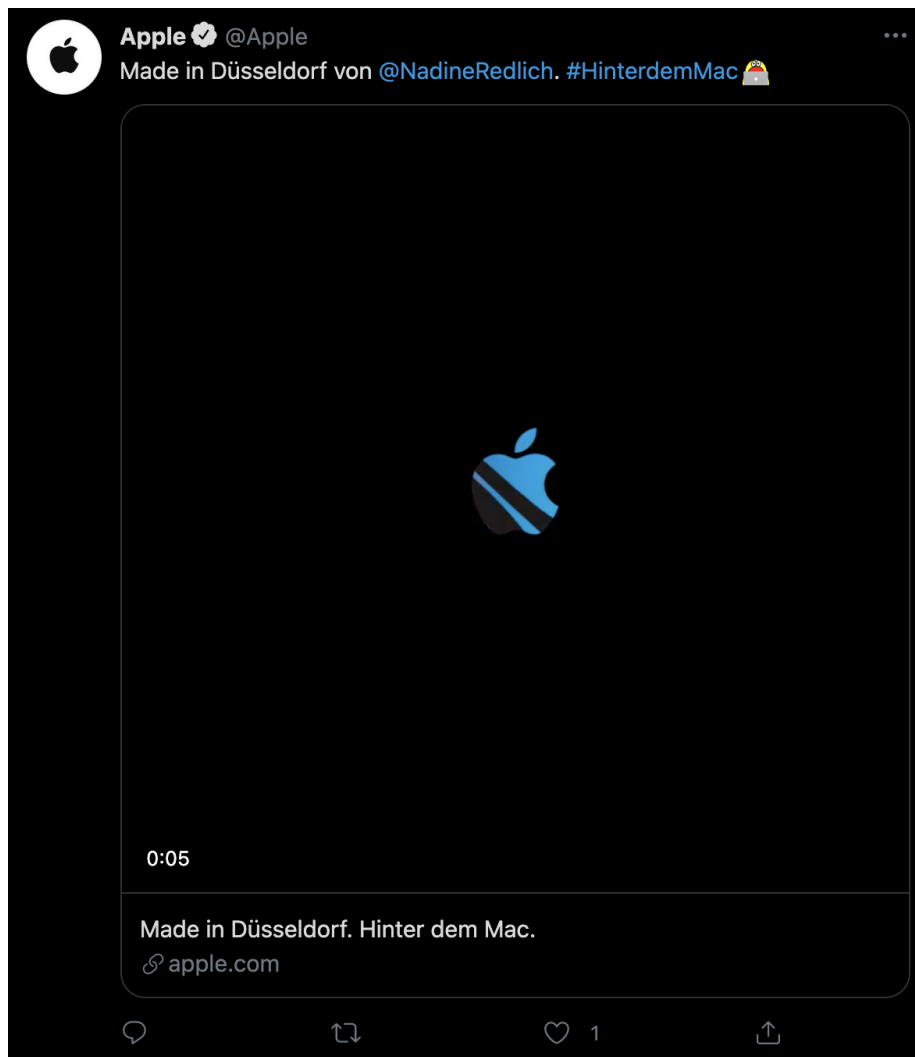 Apple @Apple
Made in Düsseldorf von @NadineRedlich. #HinterdemMac
0:05
Made in Düsseldorf. Hinter dem Mac.
apple.com
1